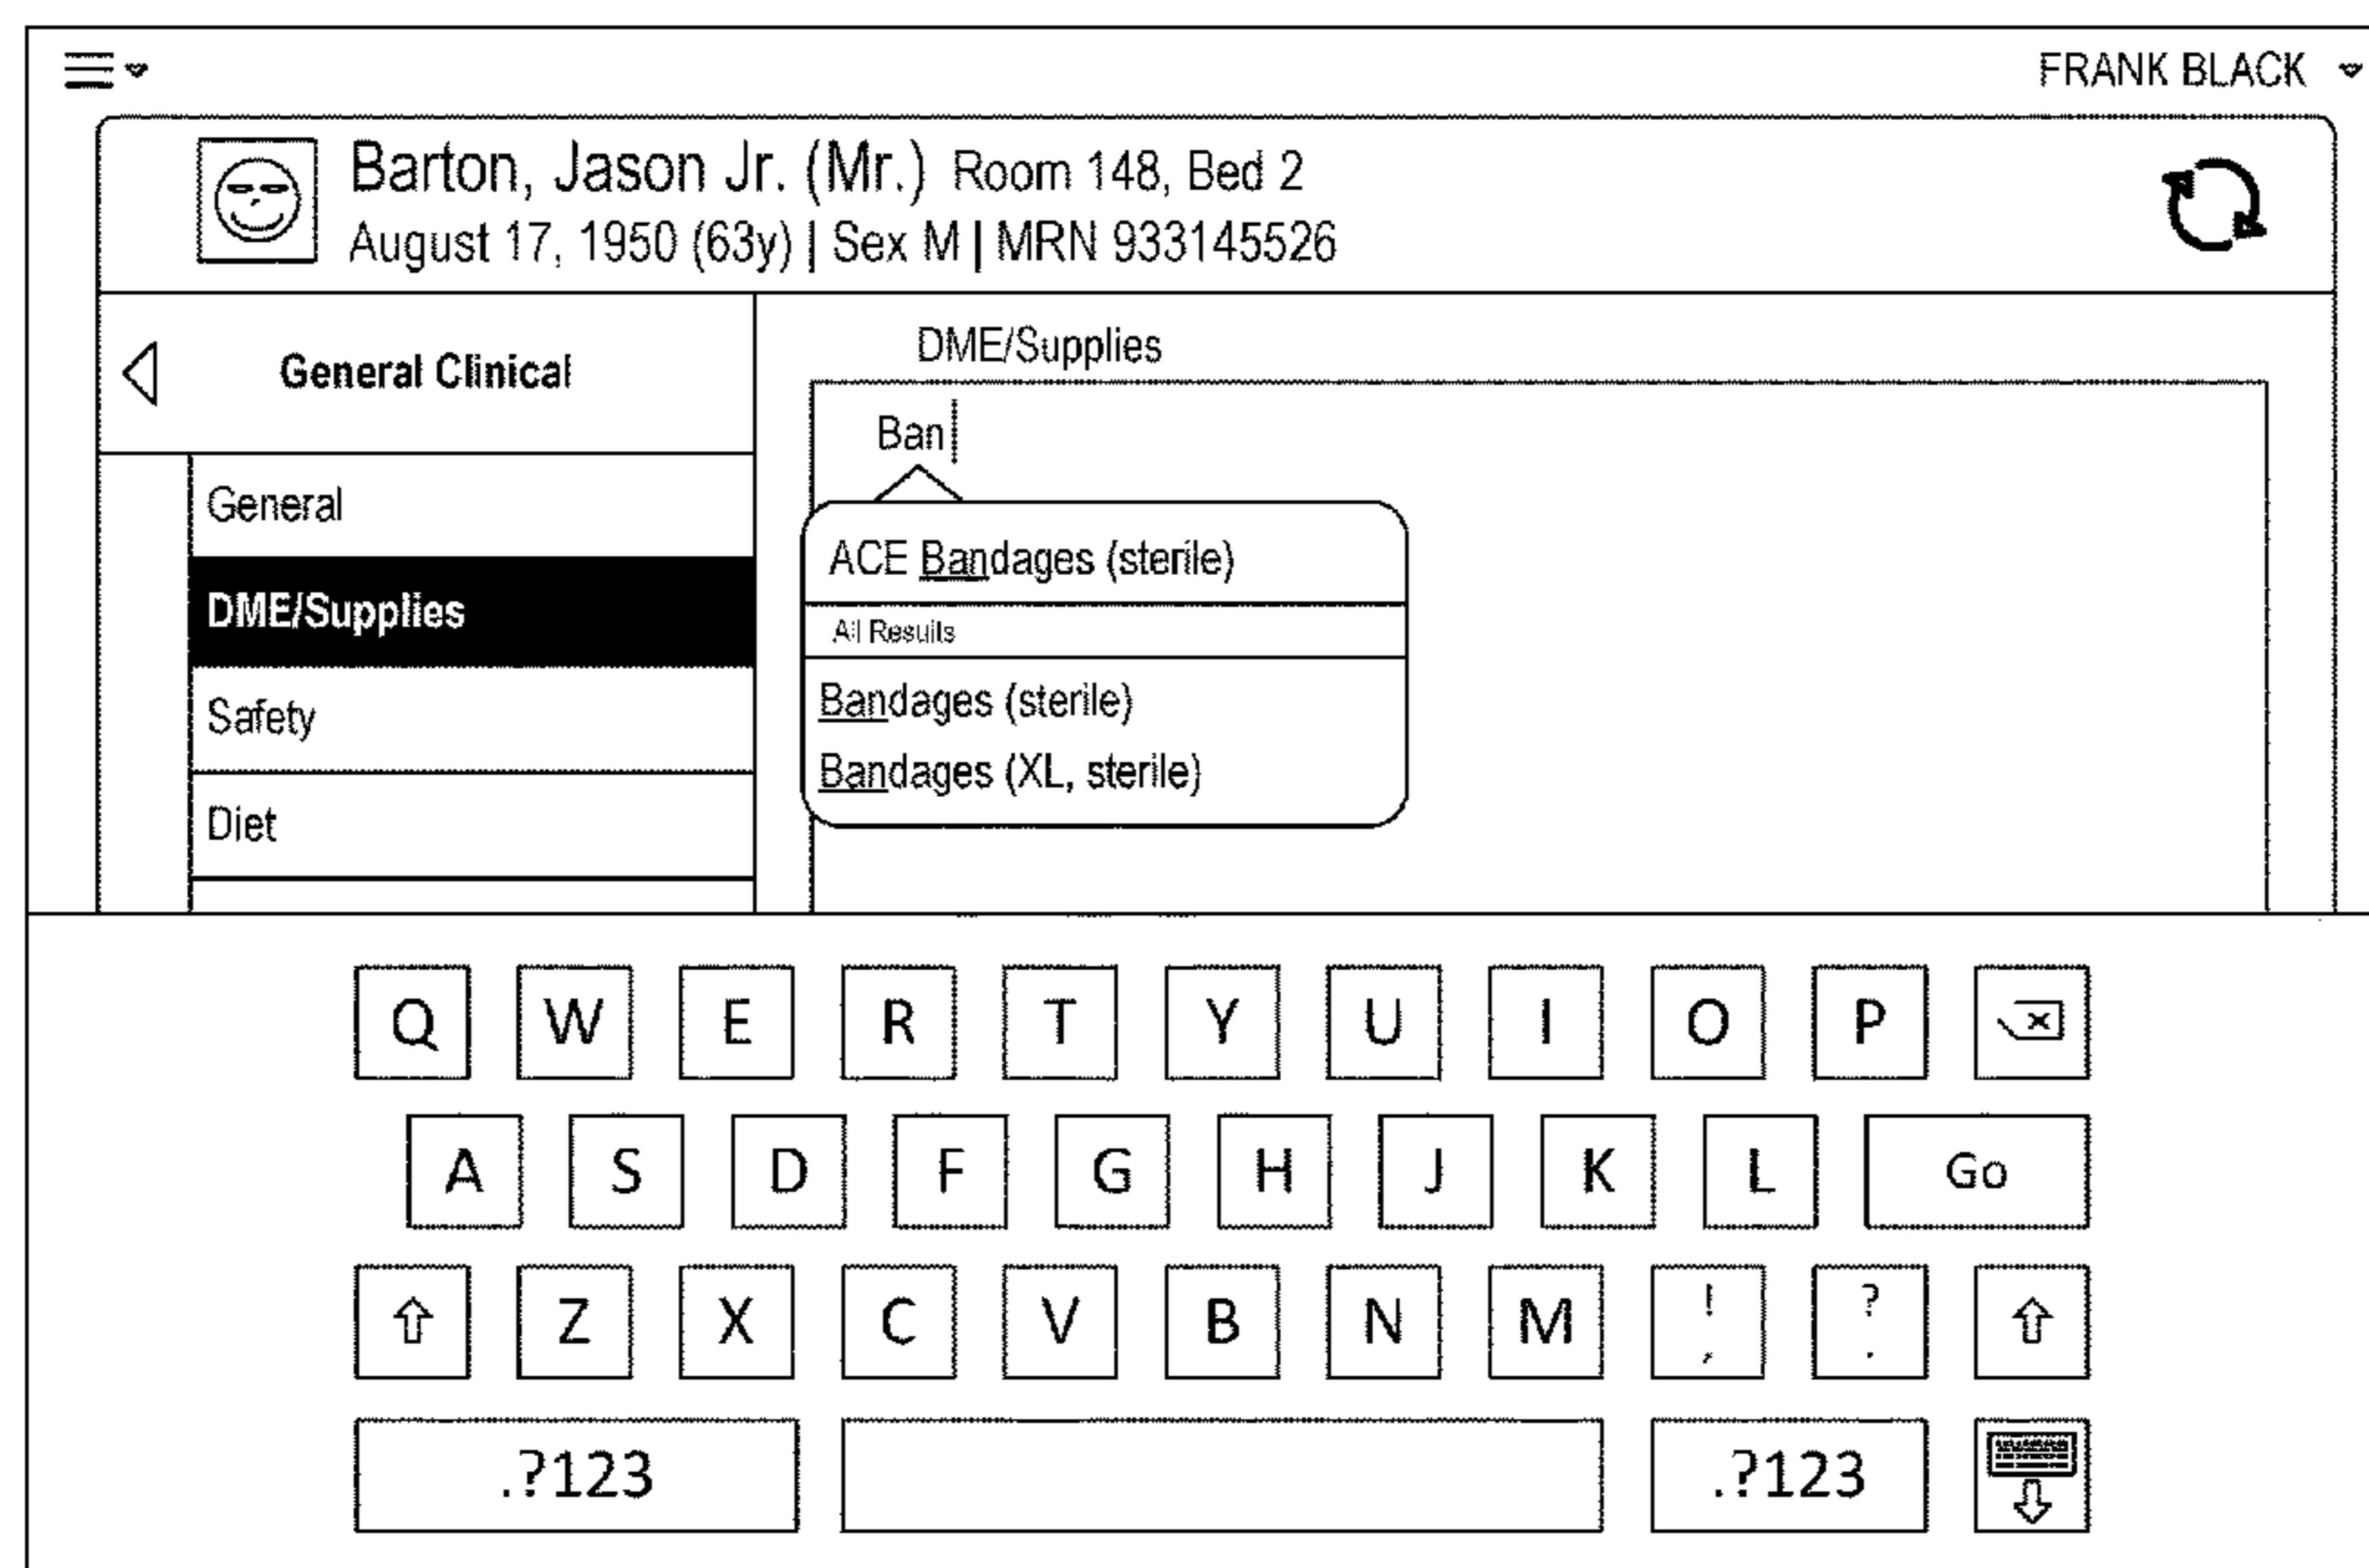 FRANK BLACK
Barton, Jason Jr. (Mr.) Room 148, Bed 2
August 17, 1950 (63y) | Sex M | MRN 933145526
General Clinical
General
DME/Supplies
Safety
Diet
DME/Supplies
Ban
ACE Bandages (sterile)
All Results
Bandages (sterile)
Bandages (XL, sterile)
Q W E R T Y U I O P
A S D F G H J K L Go
Z X C V B N M ! , ? .
.?123 .?123